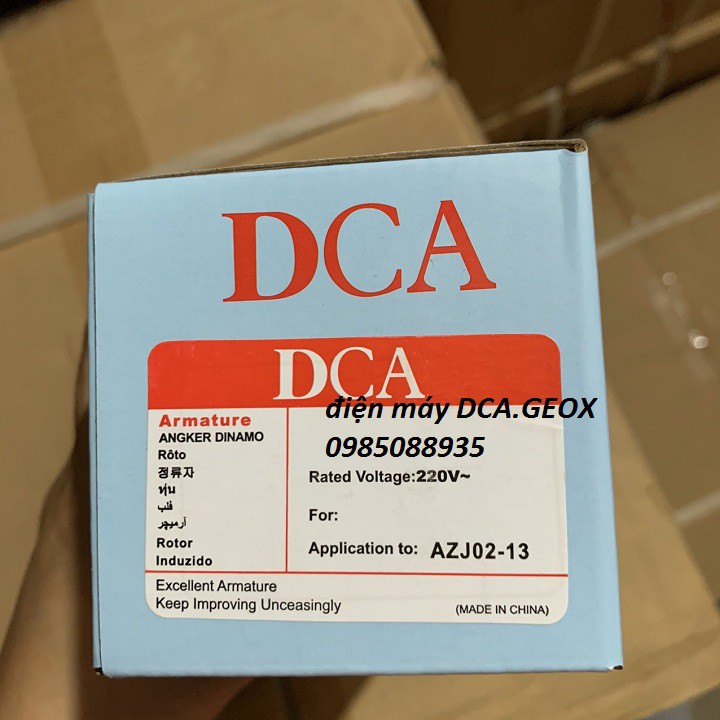 DCA
DCA
điện máy DCA.GEOX
0985088935
Armature
ANGKER DINAMO
Rôto
정류자
ทุ่น
قلب
آرمیچر
Rotor
Induzido
Rated Voltage:220V~
For:
Application to: AZJ02-13
Excellent Armature
Keep Improving Unceasingly
(MADE IN CHINA)